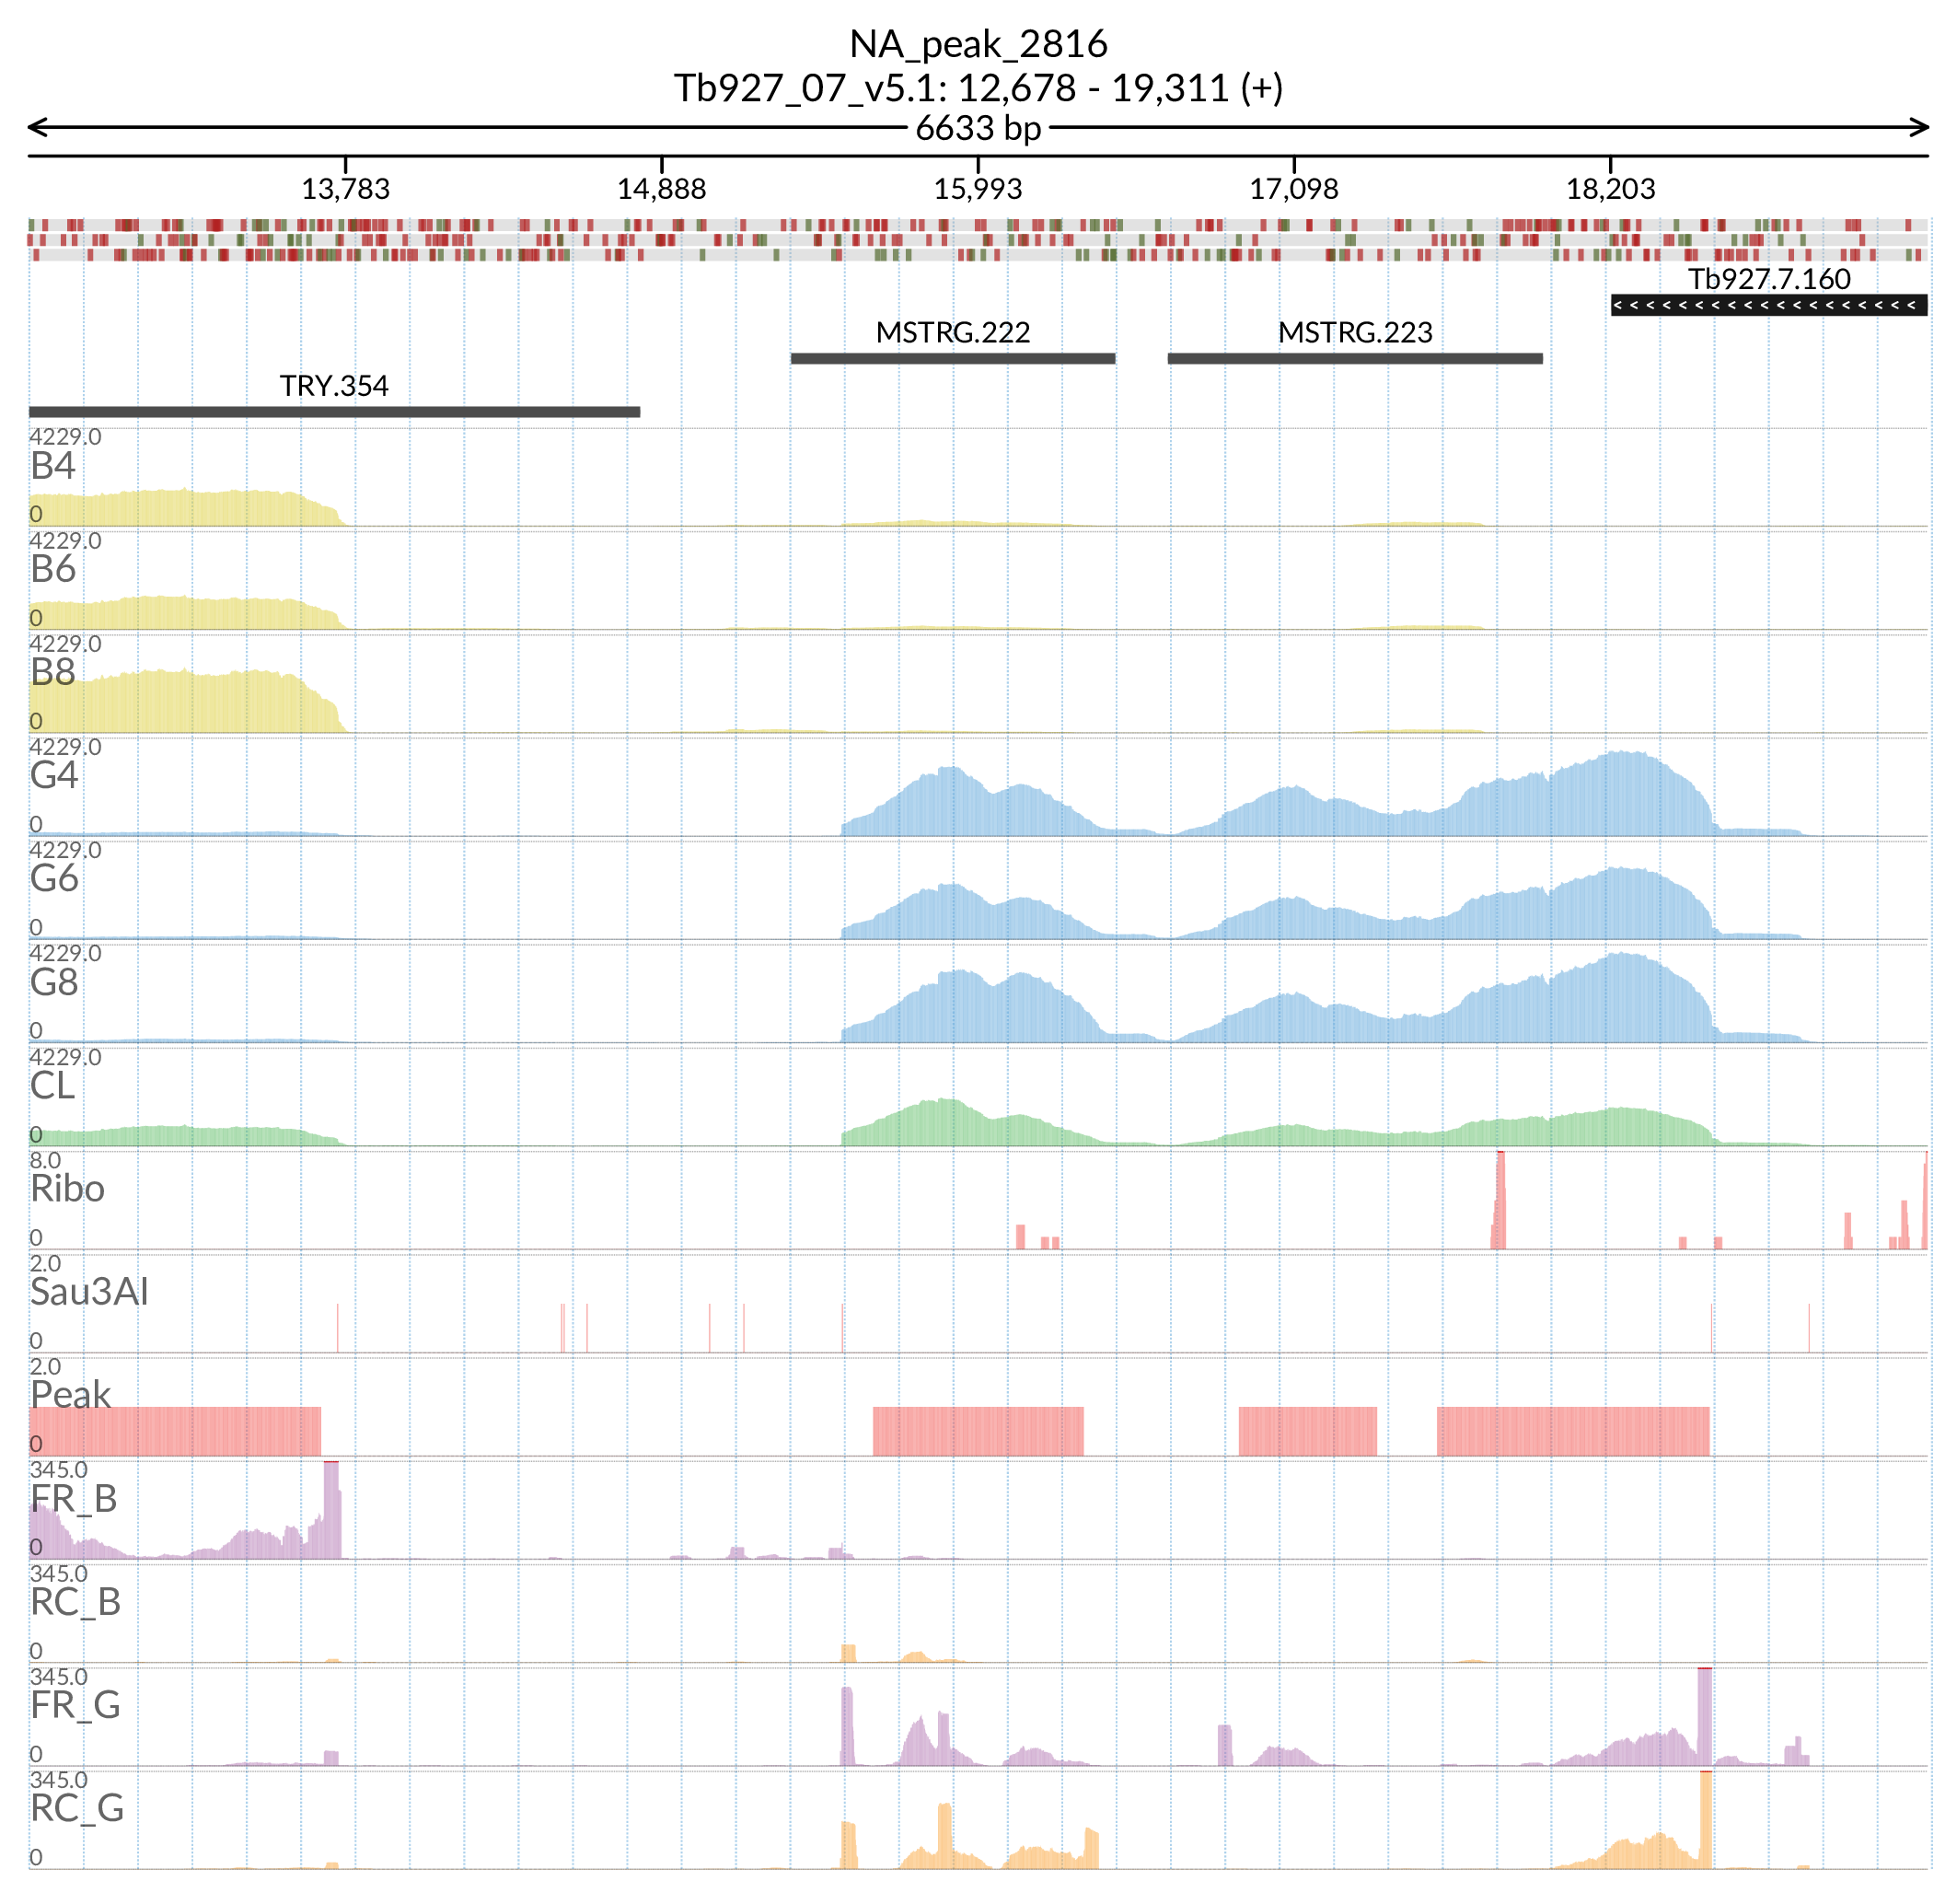 NA_peak_2816
Tb927_07_v5.1: 12,678 - 19,311 (+)
6633 bp
13,783 14,888 15,993 17,098 18,203
Tb927.7.160
MSTRG.222 MSTRG.223
TRY.354
4229.0
B4
0
4229.0
B6
0
4229.0
B8
0
4229.0
G4
0
4229.0
G6
0
4229.0
G8
0
4229.0
CL
0
8.0
Ribo
0
2.0
Sau3AI
0
2.0
Peak
0
345.0
FR_B
0
345.0
RC_B
0
345.0
FR_G
0
345.0
RC_G
0